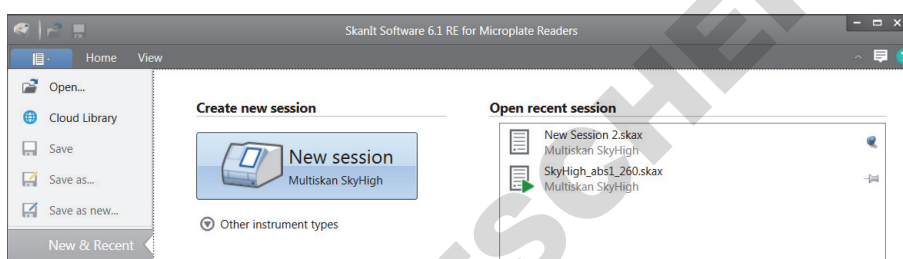 SkanIt Software 6.1 RE for Microplate Readers
Home View
Open...
Cloud Library
Save
Save as...
Save as new...
New & Recent
Create new session
New session
Multiskan SkyHigh
Other instrument types
Open recent session
New Session 2.skax
Multiskan SkyHigh
SkyHigh_abs1_260.skax
Multiskan SkyHigh